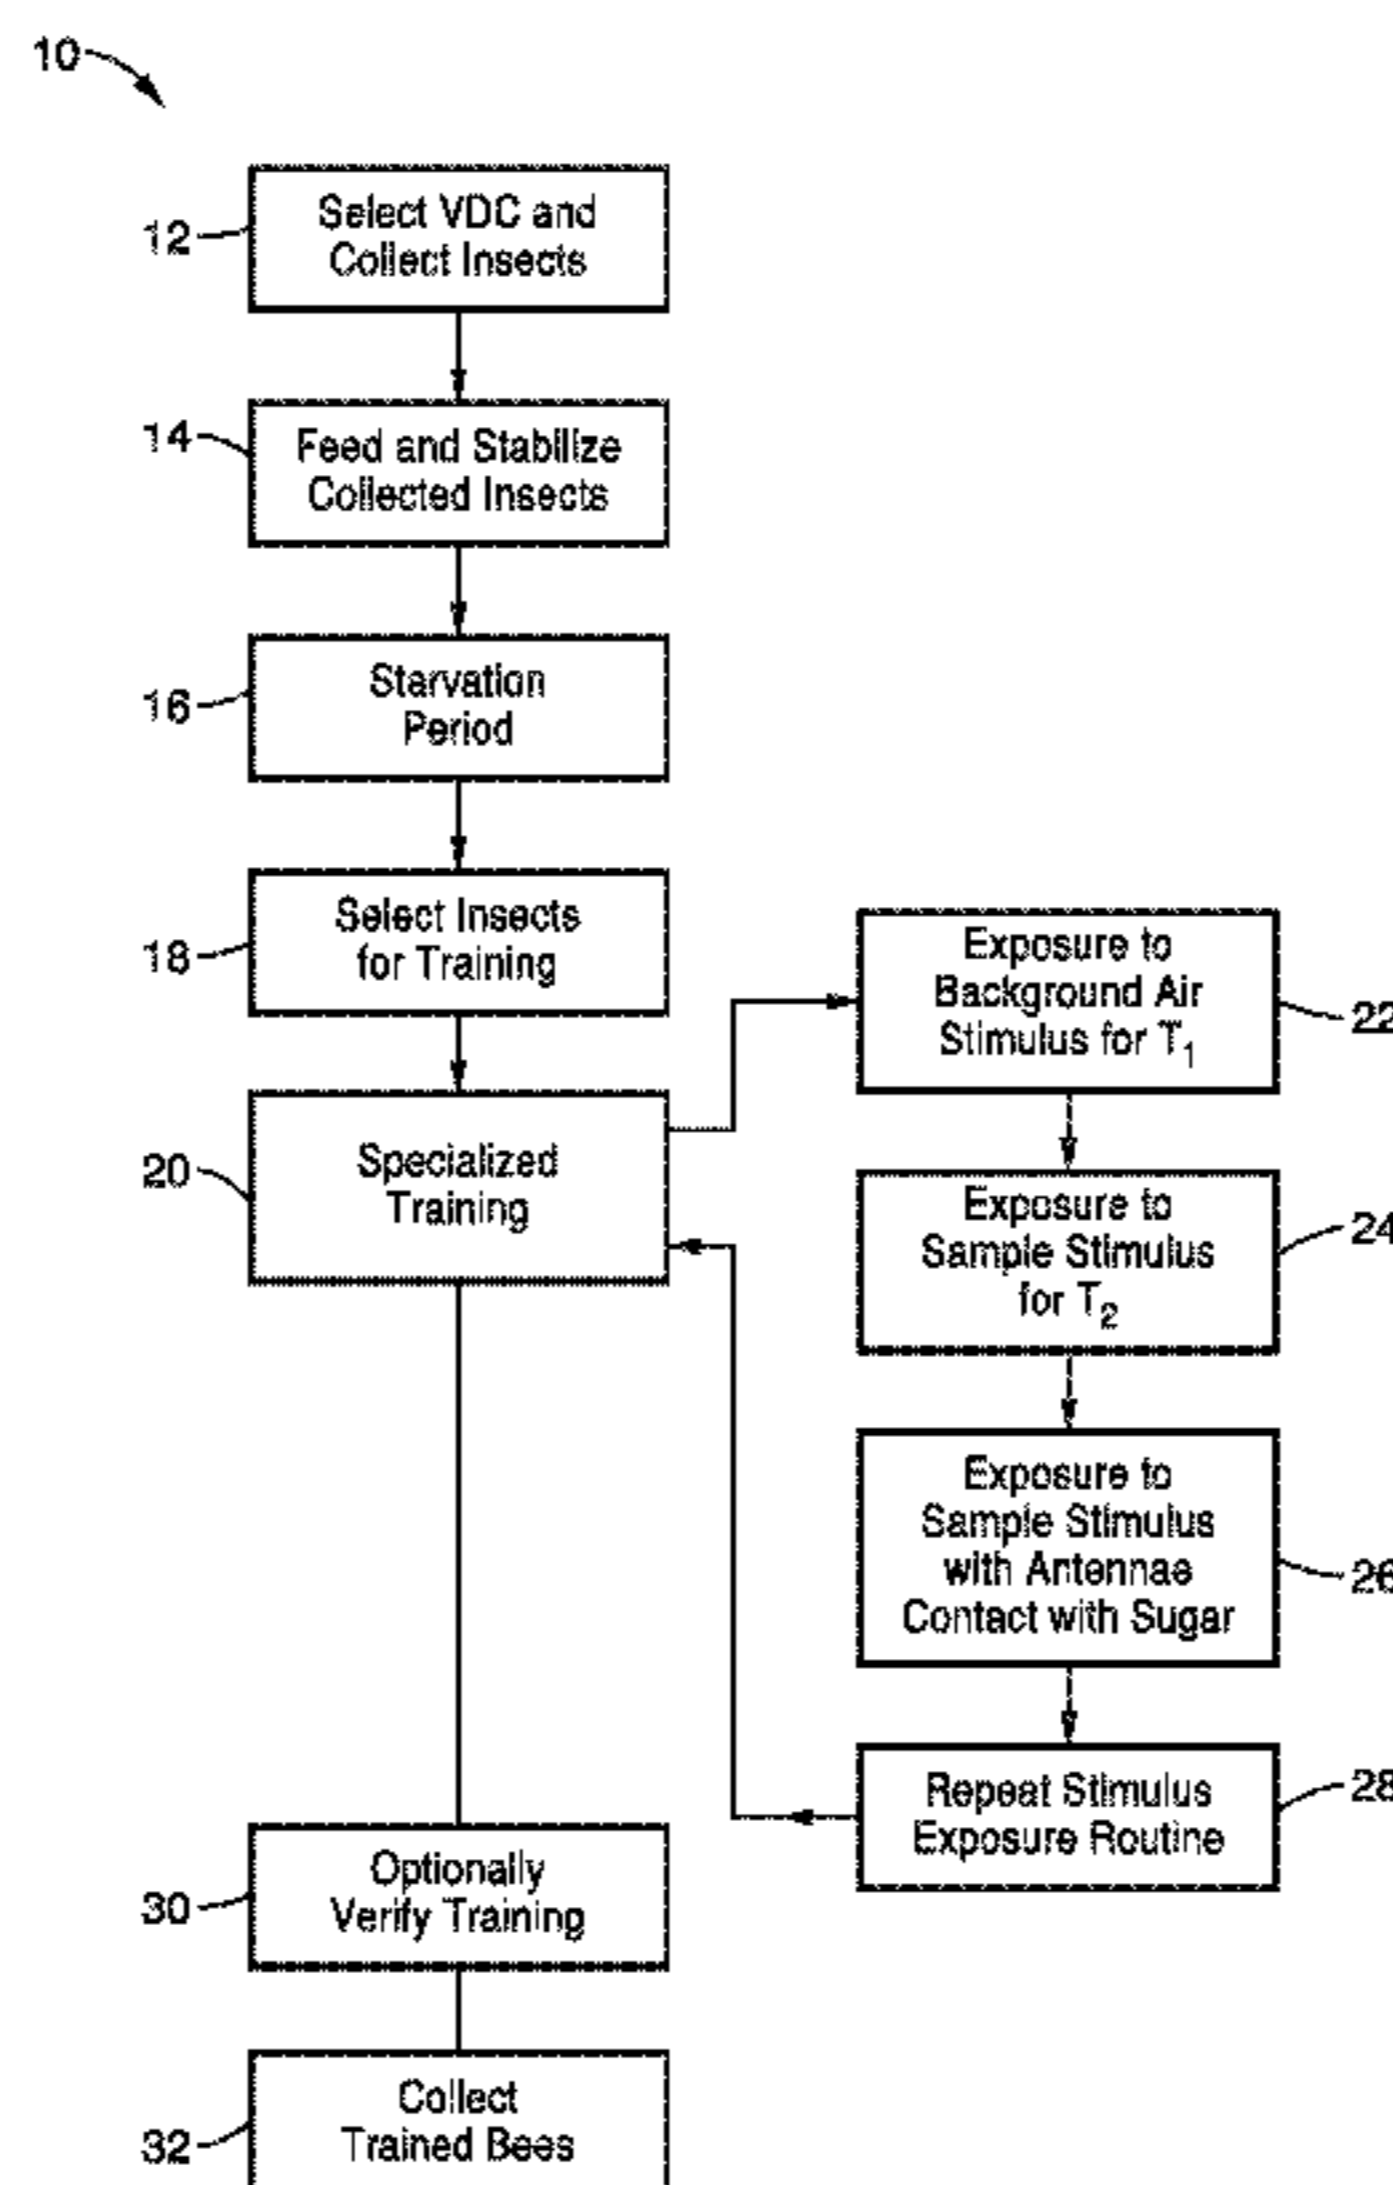 10
12
Select VDC and
Collect Insects
14
Feed and Stabilize
Collected Insects
16
Starvation
Period
18
Select Insects
for Training
20
Specialized
Training
Exposure to
Background Air
Stimulus for T1
22
Exposure to
Sample Stimulus
for T2
24
Exposure to
Sample Stimulus
with Antennae
Contact with Sugar
26
Repeat Stimulus
Exposure Routine
28
30
Optionally
Verify Training
32
Collect
Trained Bees